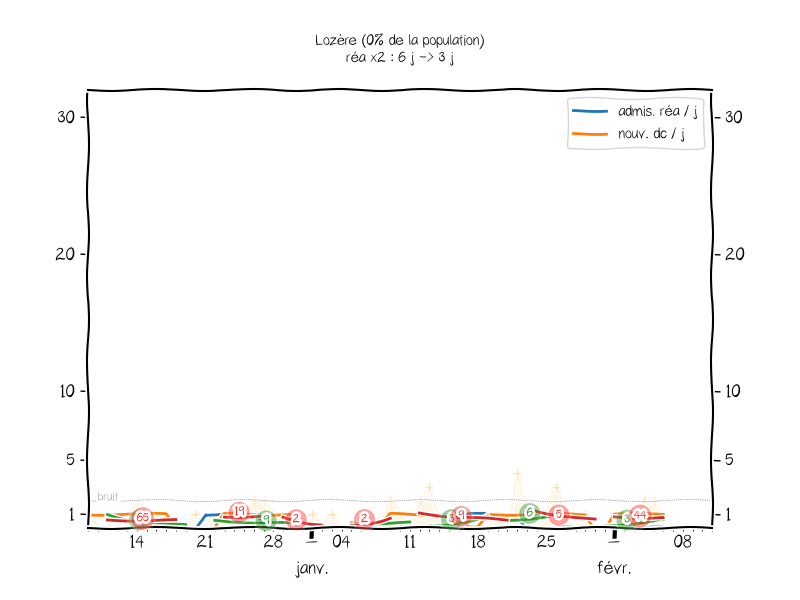 Lozère (0% de la population)
réa x2 : 6 j -> 3 j
admis. réa / j
nouv. dc / j
30 30
20 20
10 10
5 5
bruit
1 1
65 19 9 2 2 3 9 6 5 3 44
14 21 28 04 11 18 25 08
janv. févr.